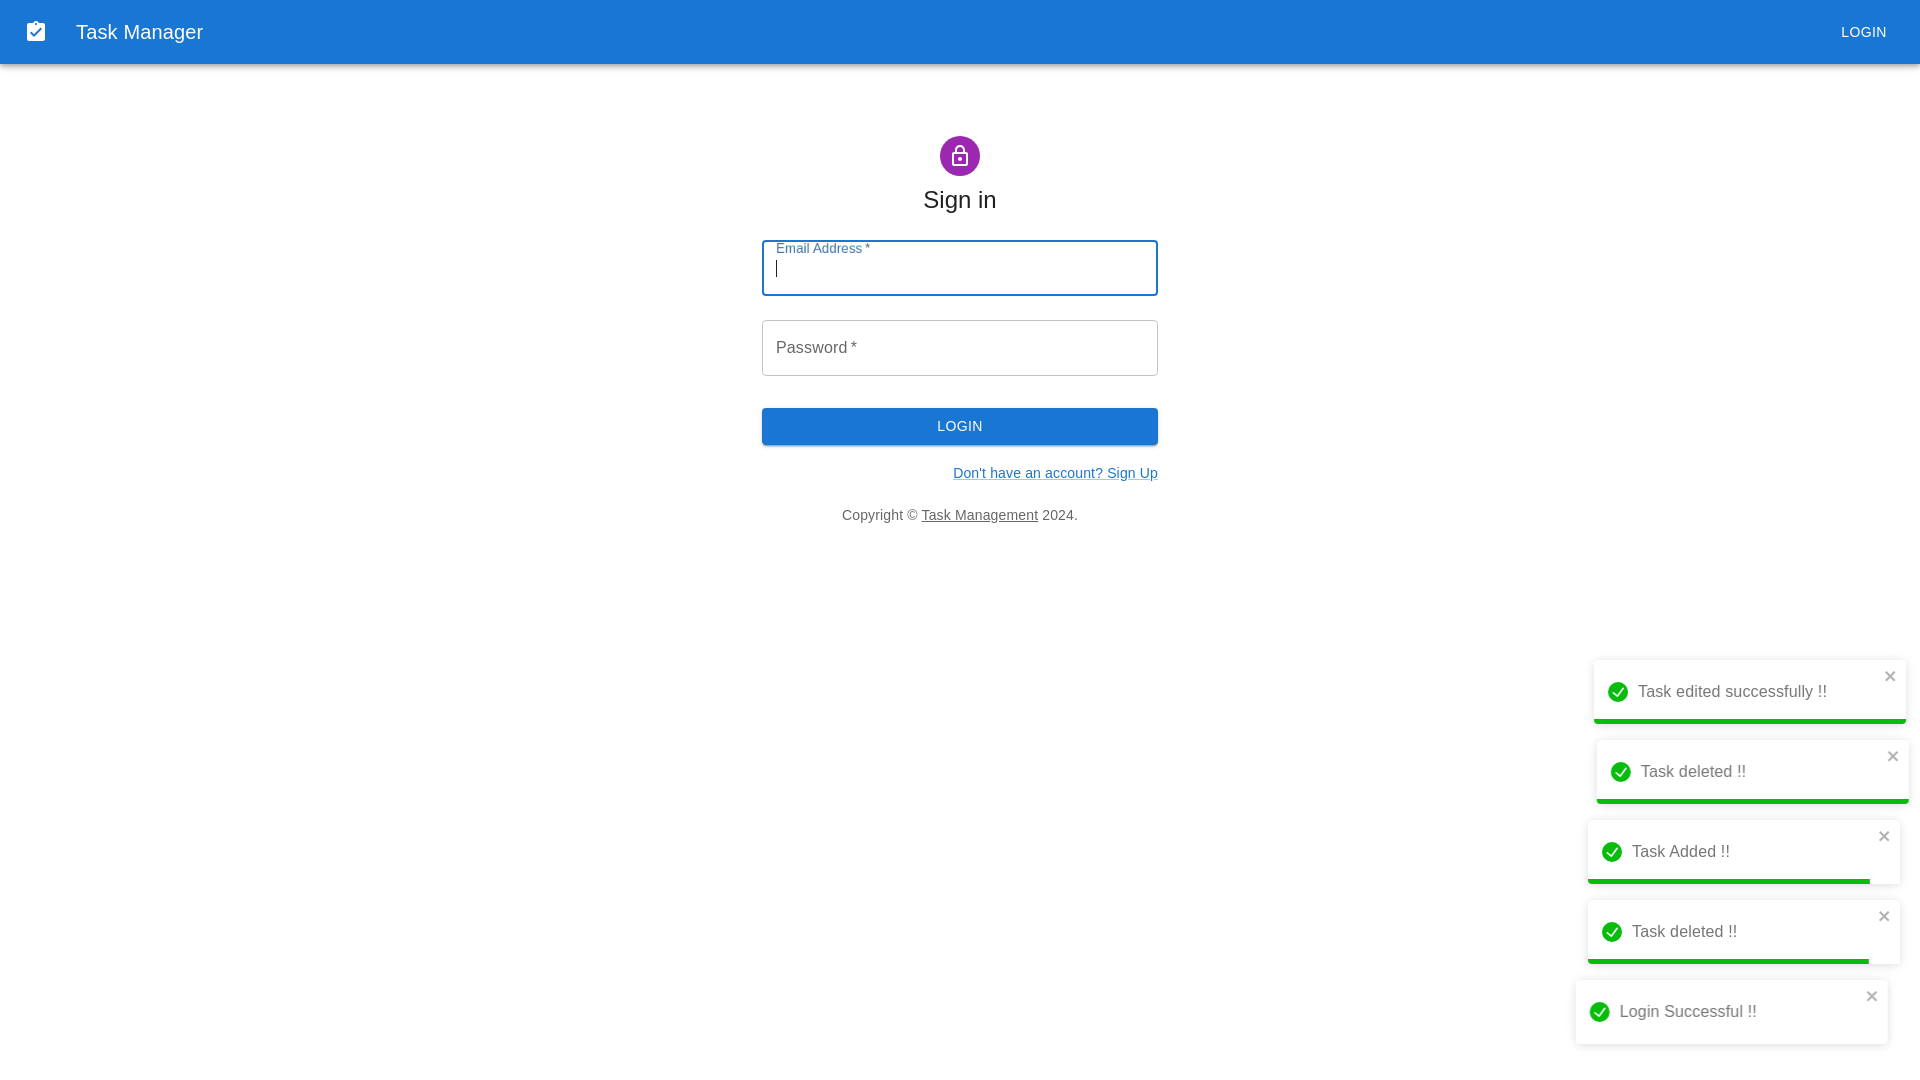 Task Manager
LOGIN
Sign in
Email Address *
Password *
LOGIN
Don't have an account? Sign Up
Copyright © Task Management 2024.
Task edited successfully !!
Task deleted !!
Task Added !!
Task deleted !!
Login Successful !!